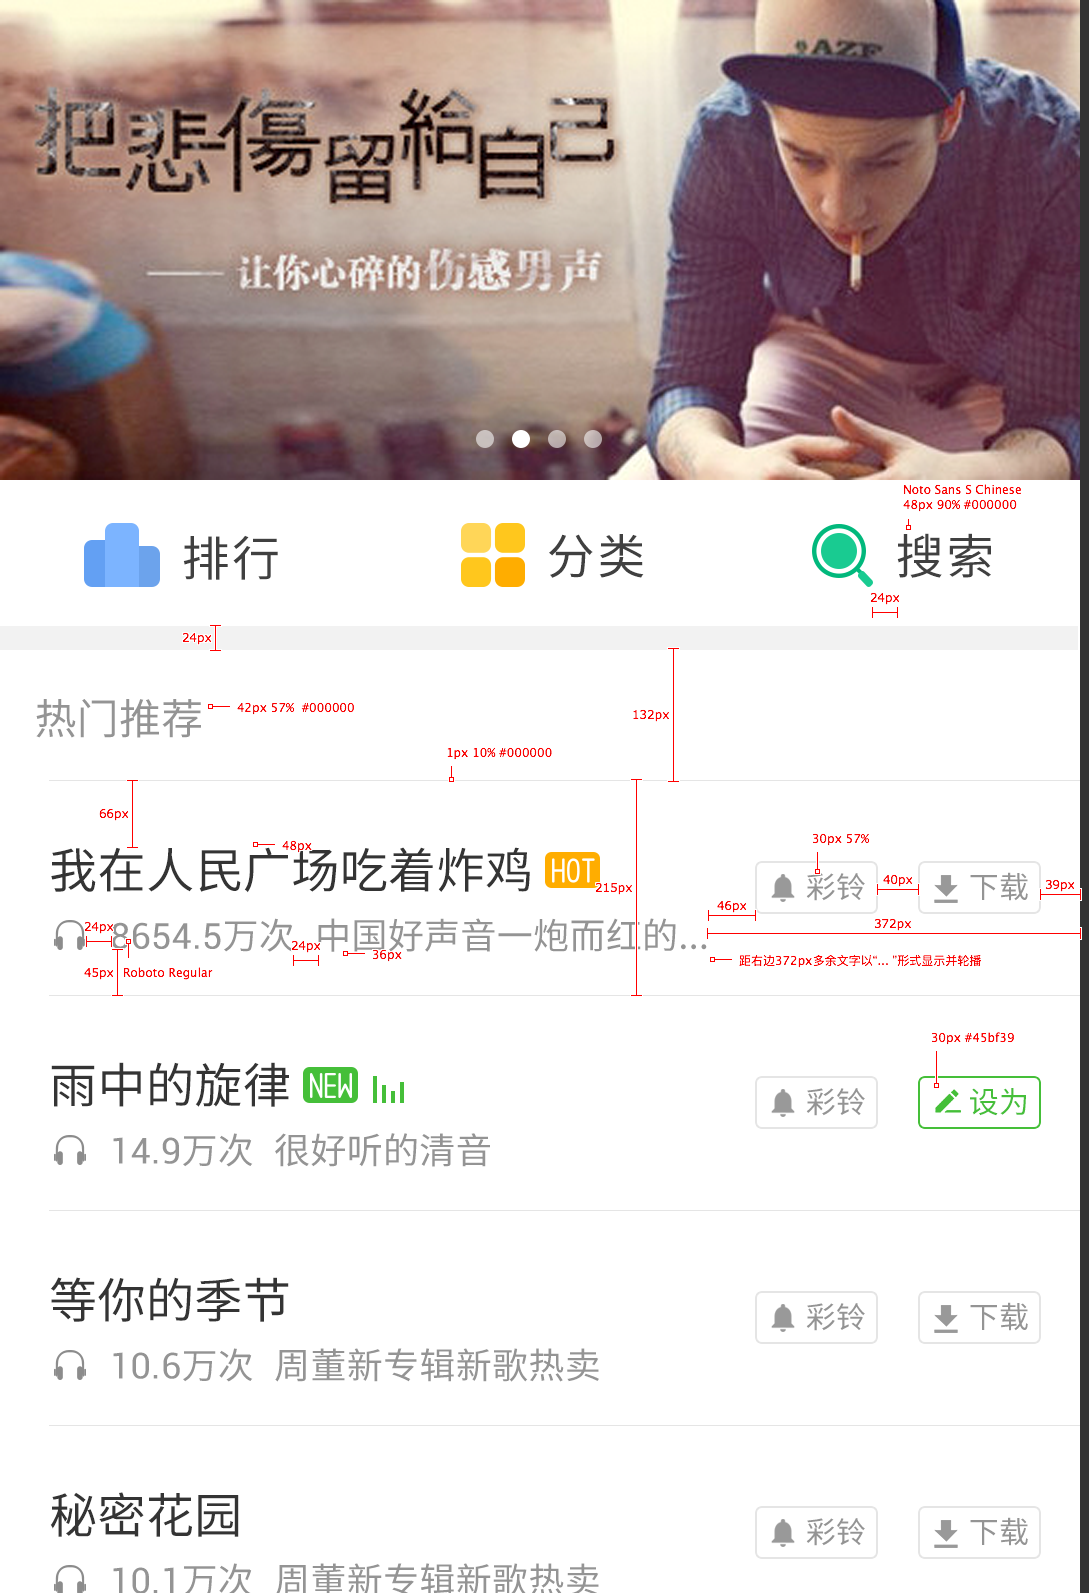 AZF
把悲傷留給自己
——让你心碎的伤感男声
Noto Sans S Chinese
48px 90% #000000
排行
分类
搜索
24px
24px
热门推荐
42px 57% #000000
132px
1px 10% #000000
66px
48px
30px 57%
我在人民广场吃着炸鸡 HOT
215px
彩铃
40px
下载
39px
46px
372px
24px
8654.5万次 中国好声音一炮而红的...
24px
36px
45px
Roboto Regular
距右边372px多余文字以“... ”形式显示并轮播
30px #45bf39
雨中的旋律 NEW
彩铃
设为
14.9万次 很好听的清音
等你的季节
彩铃
下载
10.6万次 周董新专辑新歌热卖
秘密花园
彩铃
下载
10.1万次 周董新专辑新歌热卖